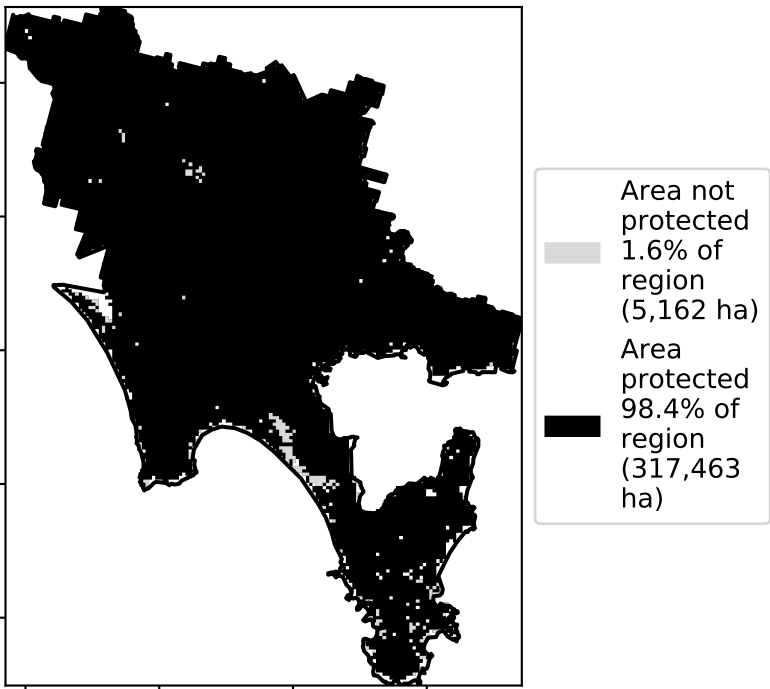 Area not
protected
1.6% of
region
(5,162 ha)
Area
protected
98.4% of
region
(317,463
ha)